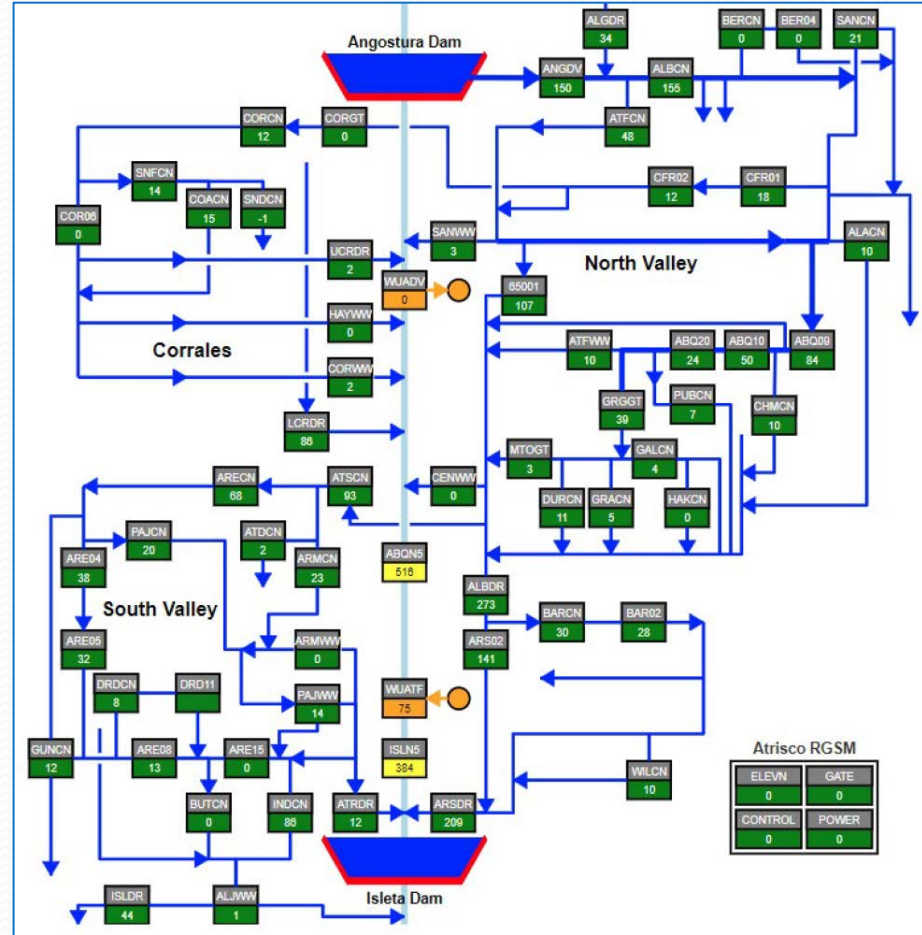 ALGDR
34
BERCN
0
BER04
0
SANCN
21
Angostura Dam
ANGDV
150
ALBCN
155
CORCN
12
CORGT
0
ATFCN
48
SNFCN
14
COACN
15
SNDCN
-1
CFR02
12
CFR01
18
COR06
0
SANWW
3
ALACN
10
UCRDR
2
North Valley
WUADV
0
65001
107
HAYWW
0
Corrales
ATFWW
10
ABQ20
24
ABQ10
50
ABQ09
84
CORWW
2
GRGGT
39
PUBCN
7
CHMCN
10
LCRDR
86
MTOGT
3
GALCN
4
ARECN
68
ATSCN
93
CENWW
0
DURCN
11
GRACN
5
HAKCN
0
PAJCN
20
ATDCN
2
ARE04
38
ARMCN
23
ABQN5
516
ALBDR
273
South Valley
BARCN
30
BAR02
28
ARE05
32
ARMWW
0
ARS02
141
DRDCN
8
DRD11
PAJWW
14
WUATF
75
GUNCN
12
ARE08
13
ARE15
0
ISLN5
384
Atrisco RGSM
WILCN
10
ELEVN
0
GATE
0
BUTCN
0
INDCN
86
ATRDR
12
ARSDR
209
CONTROL
0
POWER
0
ISLDR
44
ALJWW
1
Isleta Dam